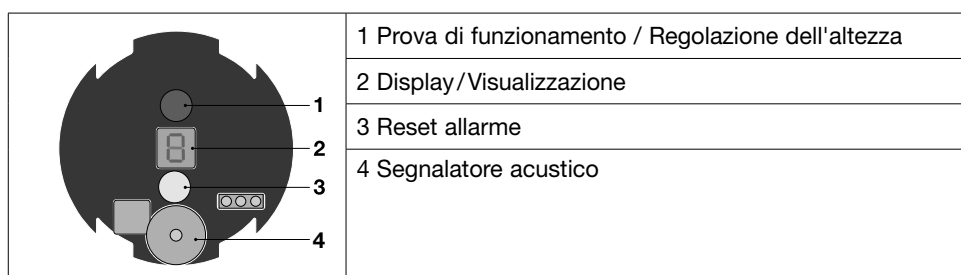 1
2
3
4
1 Prova di funzionamento / Regolazione dell'altezza
2 Display/Visualizzazione
3 Reset allarme
4 Segnalatore acustico